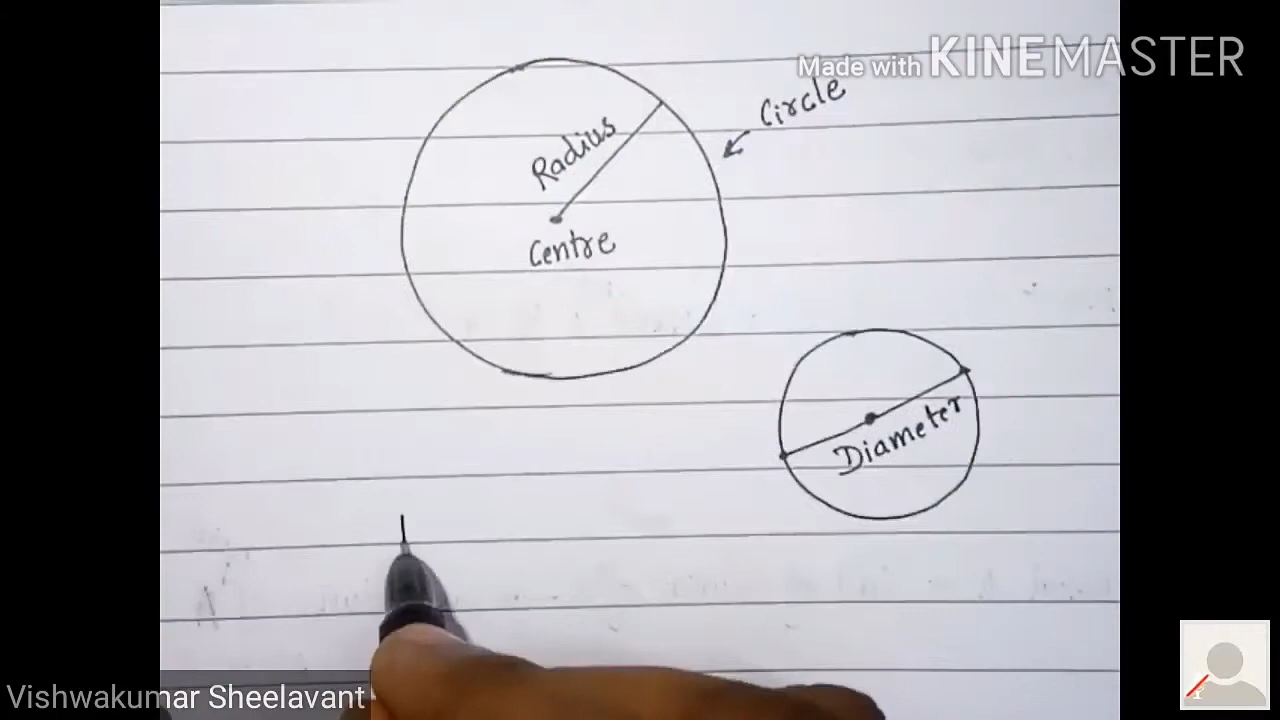 Made with KINEMASTER
Circle
Radius
Centre
Diameter
Vishwakumar Sheelavant